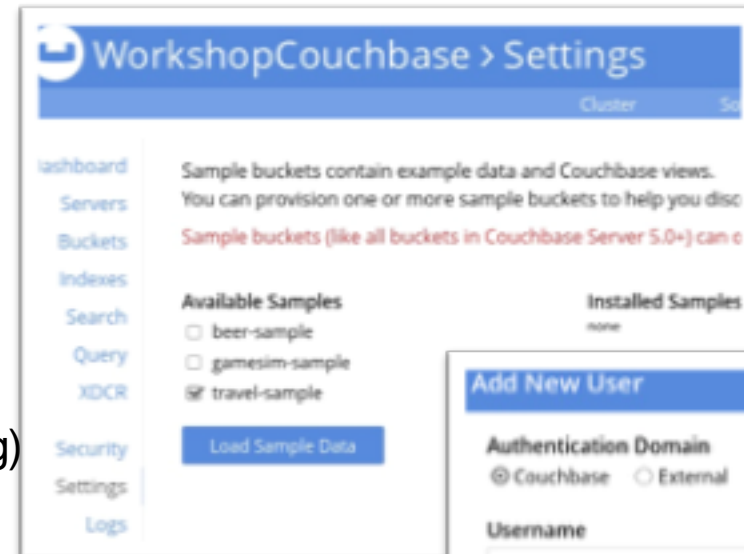 WorkshopCouchbase > Settings
Cluster
Sample buckets contain example data and Couchbase views.
You can provision one or more sample buckets to help you disc
Sample buckets (like all buckets in Couchbase Server 5.0+) can o
ashboard
Servers
Buckets
Indexes
Search
Query
XDCR
Security
Settings
Logs
Available Samples
beer-sample
gamesim-sample
travel-sample
Load Sample Data
Installed Samples
none
g)
Add New User
Authentication Domain
Couchbase External
Username